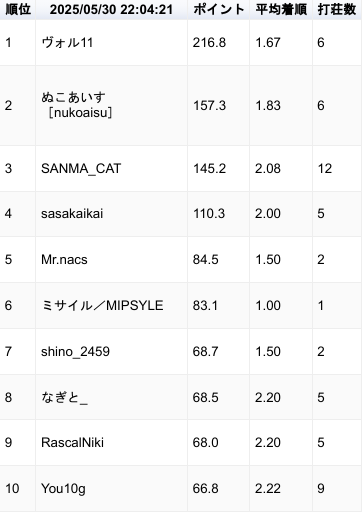 順位 2025/05/30 22:04:21 ポイント 平均着順 打荘数
1 ヴォル11 216.8 1.67 6
2 ぬこあいす 157.3 1.83 6
［nukoaisu］
3 SANMA_CAT 145.2 2.08 12
4 sasakaikai 110.3 2.00 5
5 Mr.nacs 84.5 1.50 2
6 ミサイル／MIPSYLE 83.1 1.00 1
7 shino_2459 68.7 1.50 2
8 なぎと_ 68.5 2.20 5
9 RascalNiki 68.0 2.20 5
10 You10g 66.8 2.22 9